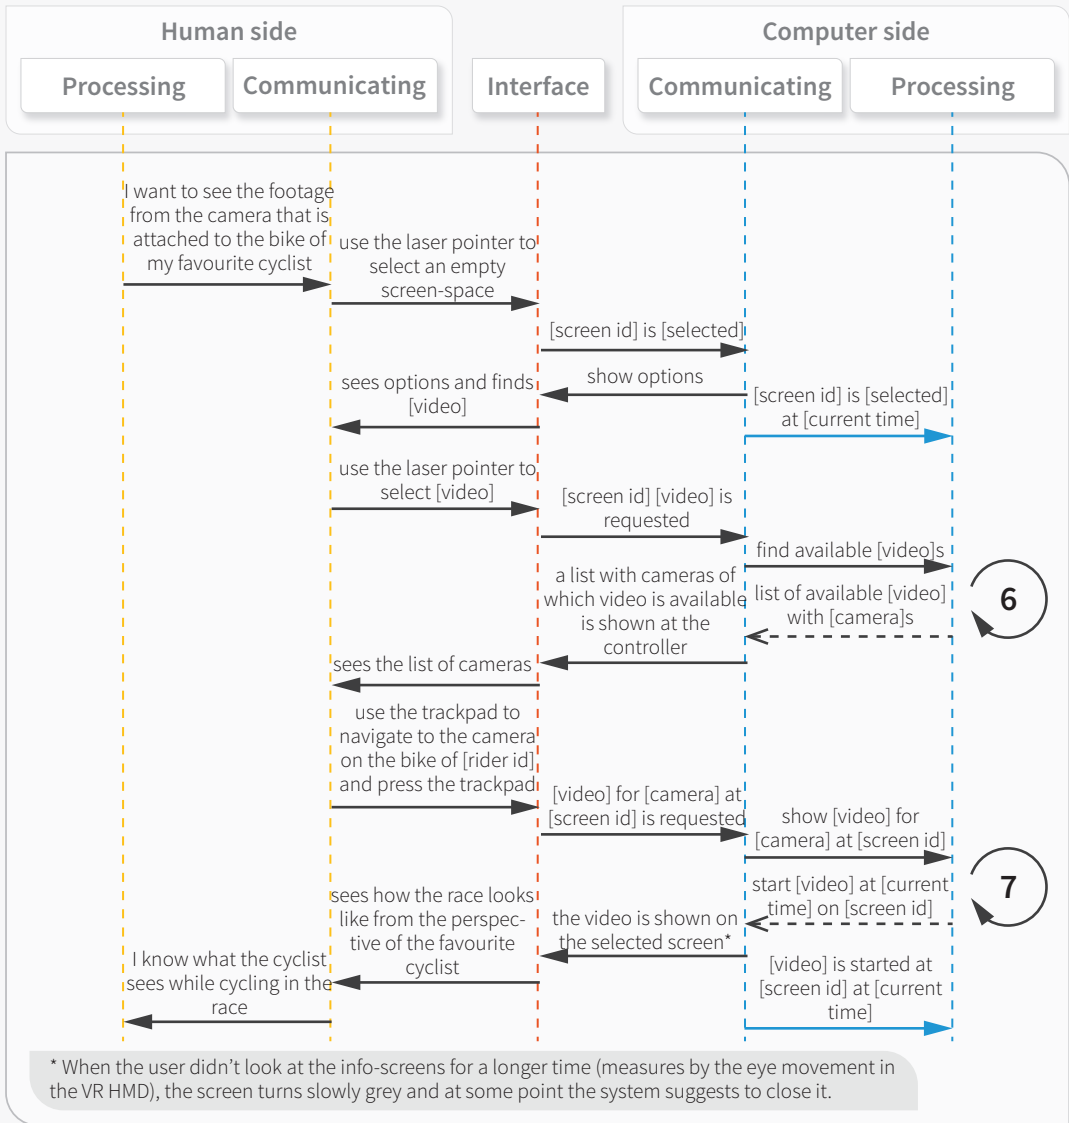 Human side
Computer side
Processing
Communicating
Interface
Communicating
Processing
I want to see the footage
from the camera that is
attached to the bike of
my favourite cyclist
use the laser pointer to
select an empty
screen-space
[screen id] is [selected]
show options
sees options and finds
[video]
[screen id] is [selected]
at [current time]
use the laser pointer to
select [video]
[screen id] [video] is
requested
find available [video]s
6
list of available [video]
with [camera]s
a list with cameras of
which video is available
is shown at the
controller
sees the list of cameras
use the trackpad to
navigate to the camera
on the bike of [rider id]
and press the trackpad
[video] for [camera] at
[screen id] is requested
show [video] for
[camera] at [screen id]
7
start [video] at [current
time] on [screen id]
the video is shown on
the selected screen*
sees how the race looks
like from the perspec-
tive of the favourite
cyclist
[video] is started at
[screen id] at [current
time]
I know what the cyclist
sees while cycling in the
race
* When the user didn’t look at the info-screens for a longer time (measures by the eye movement in
the VR HMD), the screen turns slowly grey and at some point the system suggests to close it.